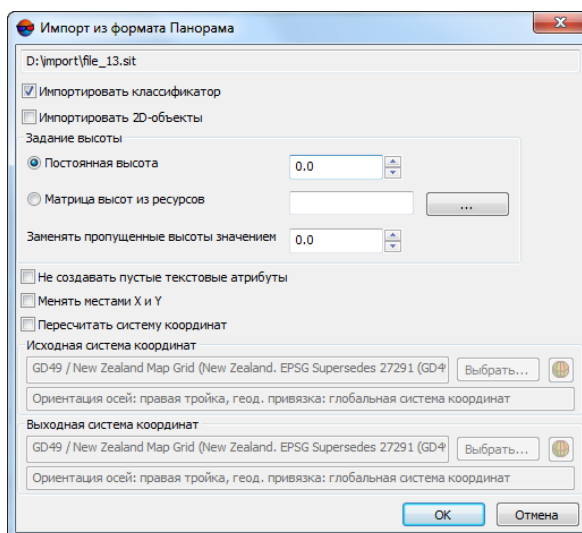 Импорт из формата Панорама
D:\import\file_13.sit
Импортировать классификатор
Импортировать 2D-объекты
Задание высоты
Постоянная высота 0.0
Матрица высот из ресурсов ...
Заменять пропущенные высоты значением 0.0
Не создавать пустые текстовые атрибуты
Менять местами X и Y
Пересчитать систему координат
Исходная система координат
GD49 / New Zealand Map Grid (New Zealand. EPSG Supersedes 27291 (GD49 Выбрать...
Ориентация осей: правая тройка, геод. привязка: глобальная система координат
Выходная система координат
GD49 / New Zealand Map Grid (New Zealand. EPSG Supersedes 27291 (GD49 Выбрать...
Ориентация осей: правая тройка, геод. привязка: глобальная система координат
OK Отмена